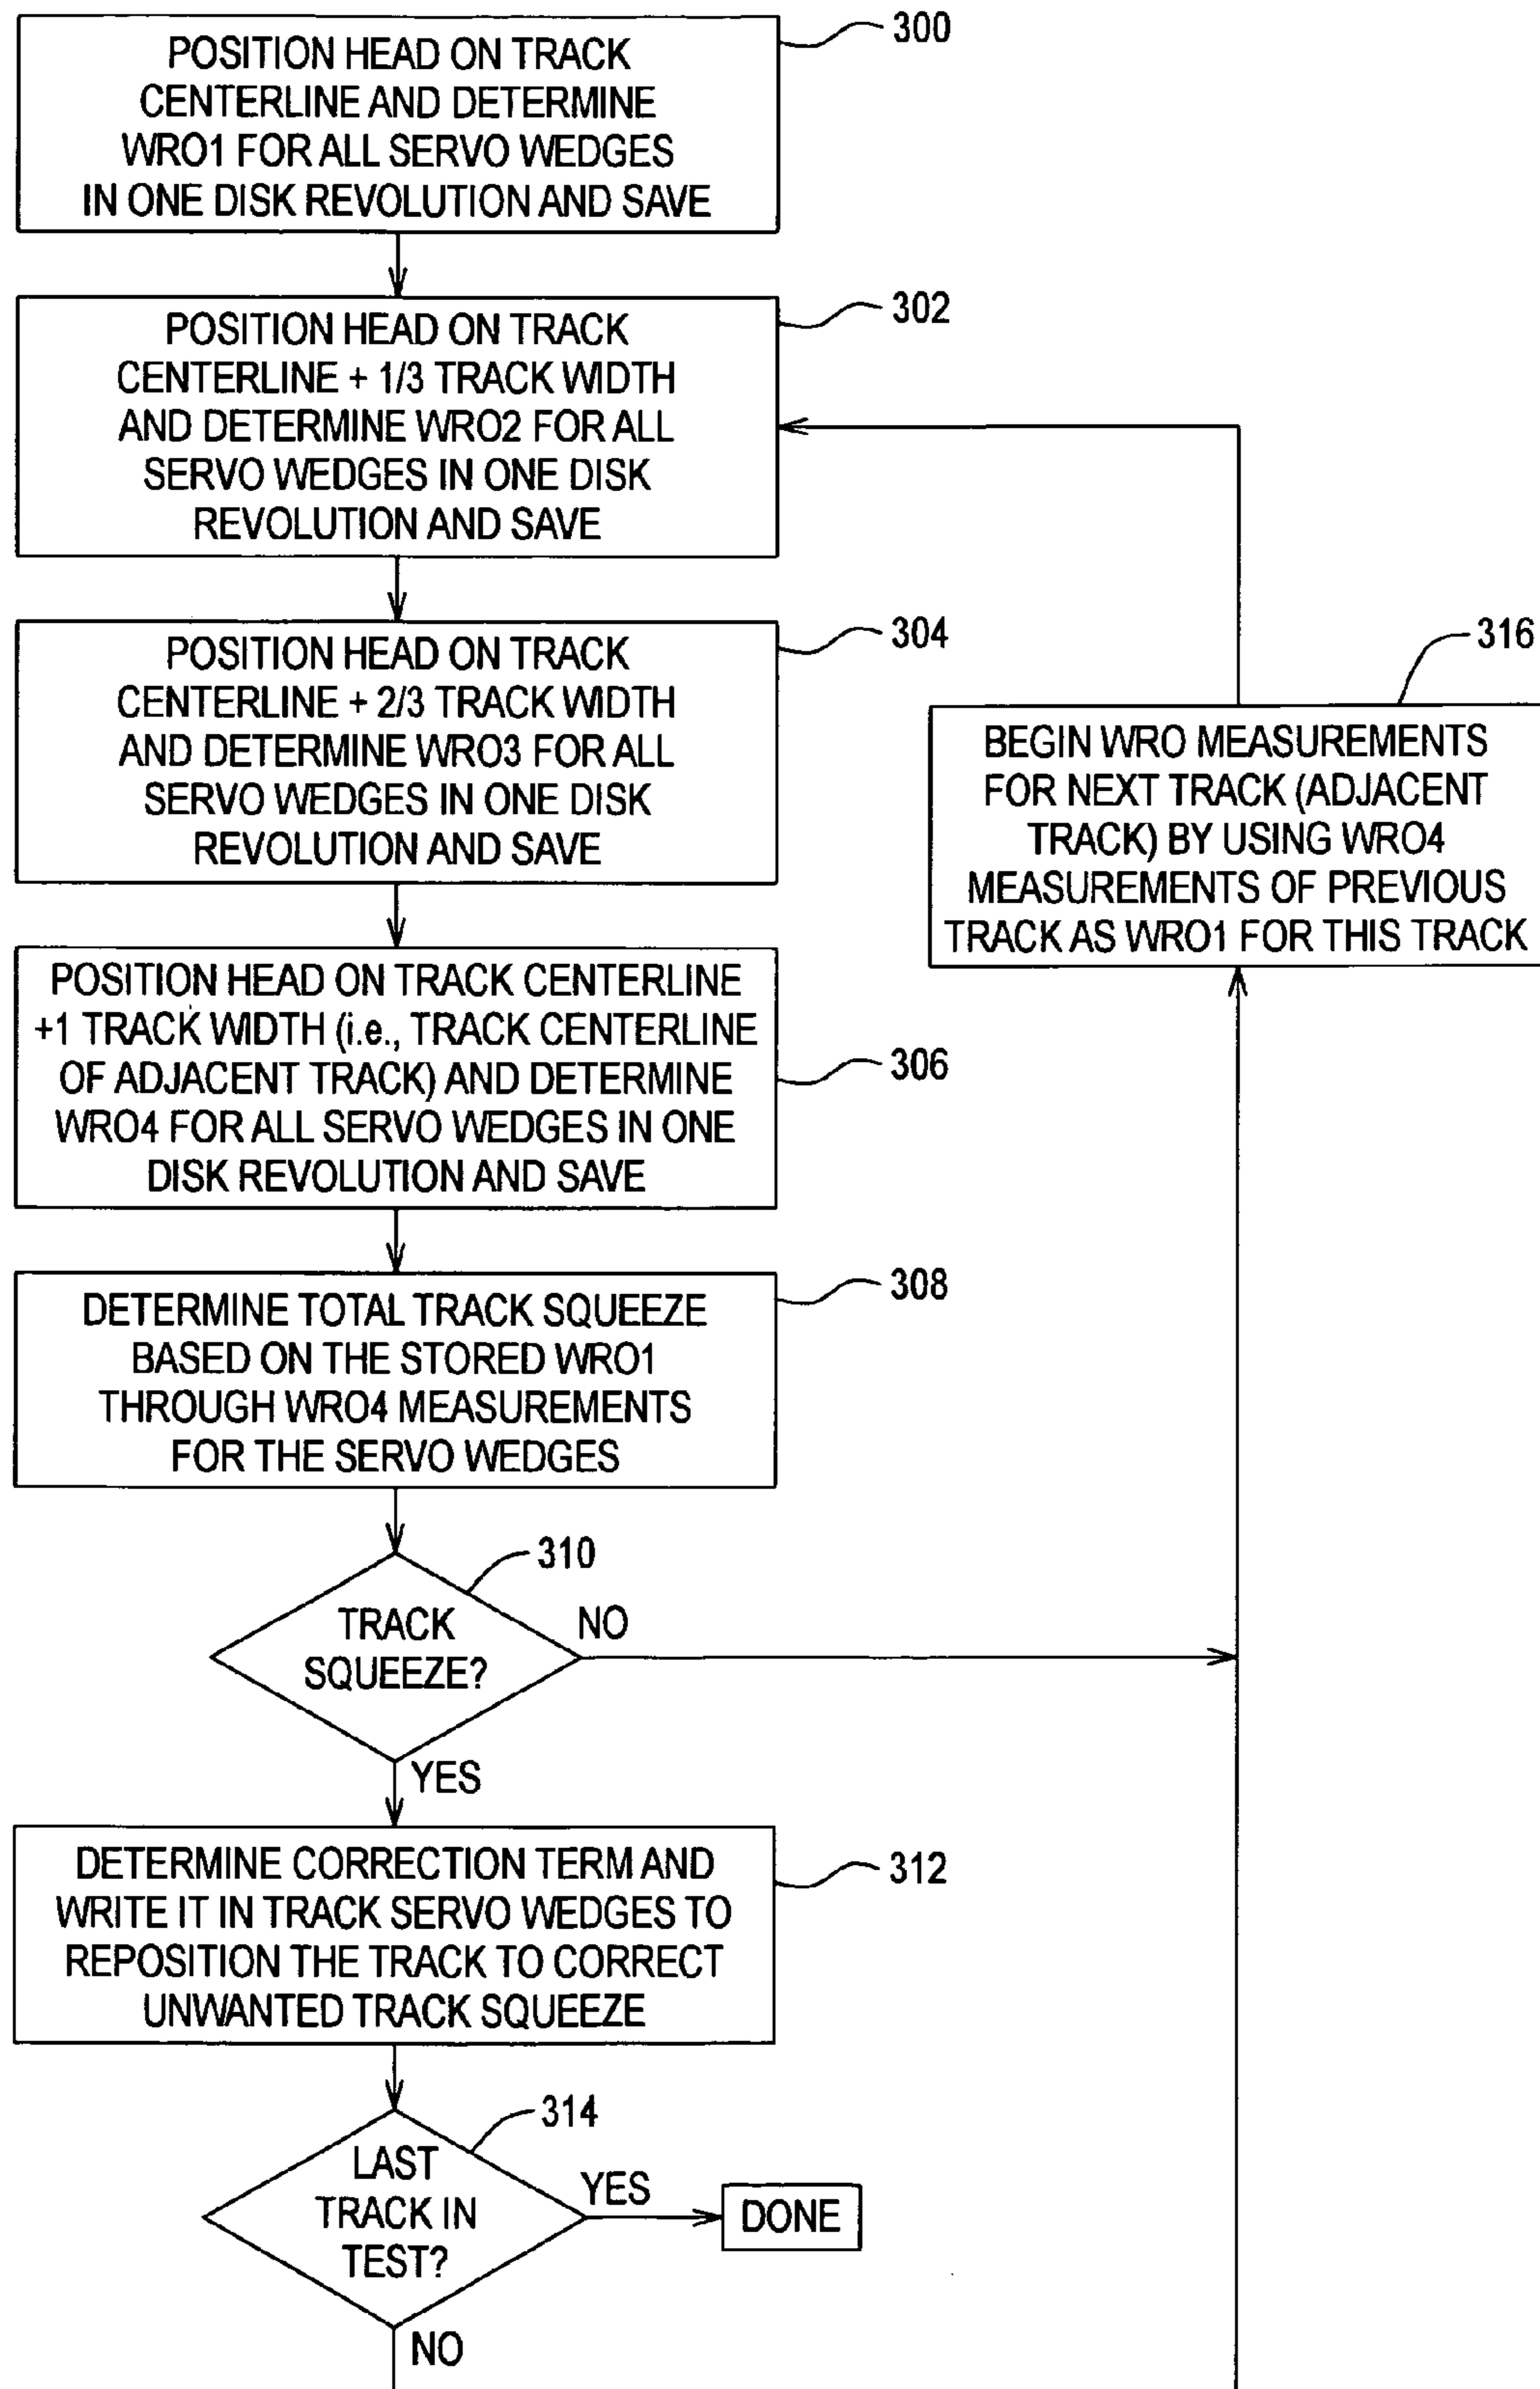 300
POSITION HEAD ON TRACK
CENTERLINE AND DETERMINE
WRO1 FOR ALL SERVO WEDGES
IN ONE DISK REVOLUTION AND SAVE
302
POSITION HEAD ON TRACK
CENTERLINE + 1/3 TRACK WIDTH
AND DETERMINE WRO2 FOR ALL
SERVO WEDGES IN ONE DISK
REVOLUTION AND SAVE
304
POSITION HEAD ON TRACK
CENTERLINE + 2/3 TRACK WIDTH
AND DETERMINE WRO3 FOR ALL
SERVO WEDGES IN ONE DISK
REVOLUTION AND SAVE
316
BEGIN WRO MEASUREMENTS
FOR NEXT TRACK (ADJACENT
TRACK) BY USING WRO4
MEASUREMENTS OF PREVIOUS
TRACK AS WRO1 FOR THIS TRACK
306
POSITION HEAD ON TRACK CENTERLINE
+1 TRACK WIDTH (i.e., TRACK CENTERLINE
OF ADJACENT TRACK) AND DETERMINE
WRO4 FOR ALL SERVO WEDGES IN ONE
DISK REVOLUTION AND SAVE
308
DETERMINE TOTAL TRACK SQUEEZE
BASED ON THE STORED WRO1
THROUGH WRO4 MEASUREMENTS
FOR THE SERVO WEDGES
310
TRACK
SQUEEZE?
NO
YES
312
DETERMINE CORRECTION TERM AND
WRITE IT IN TRACK SERVO WEDGES TO
REPOSITION THE TRACK TO CORRECT
UNWANTED TRACK SQUEEZE
314
LAST
TRACK IN
TEST?
YES
DONE
NO